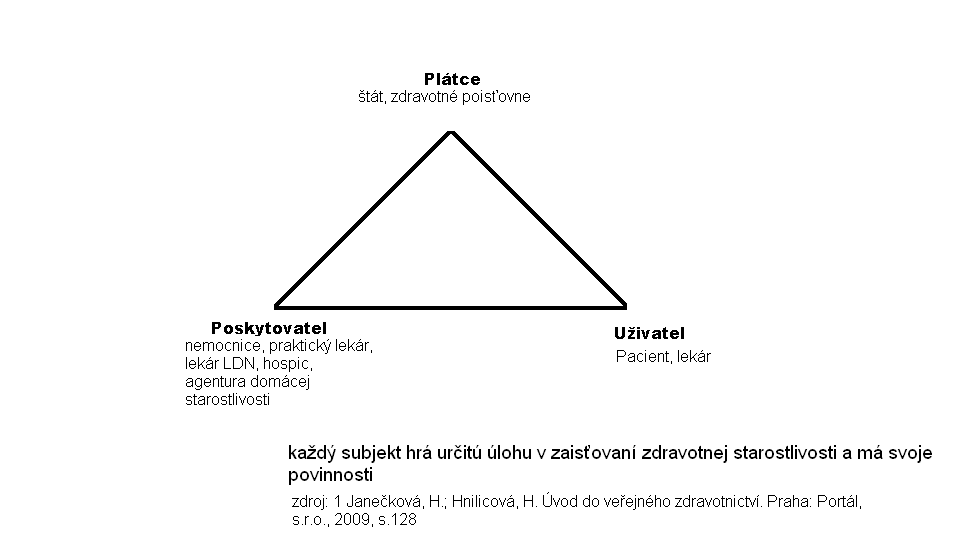 Plátce
štát, zdravotné poisťovne
Poskytovatel
nemocnice, praktický lekár,
lekár LDN, hospic,
agentura domácej
starostlivosti
Uživatel
Pacient, lekár
každý subjekt hrá určitú úlohu v zaisťovaní zdravotnej starostlivosti a má svoje
povinnosti
zdroj: 1 Janečková, H.; Hnilicová, H. Úvod do veřejného zdravotnictví. Praha: Portál,
s.r.o., 2009, s.128